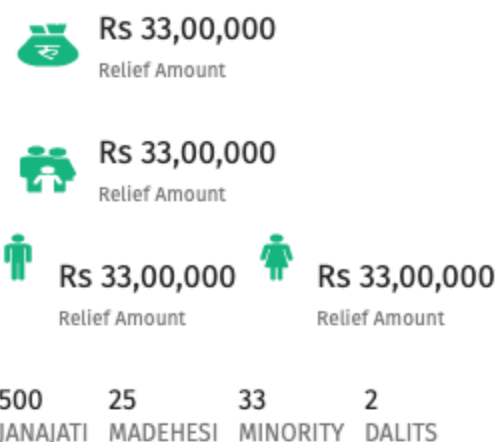 रु
Rs 33,00,000
Relief Amount
Rs 33,00,000
Relief Amount
Rs 33,00,000 Rs 33,00,000
Relief Amount Relief Amount
500 25 33 2
JANAJATI MADEHESI MINORITY DALITS